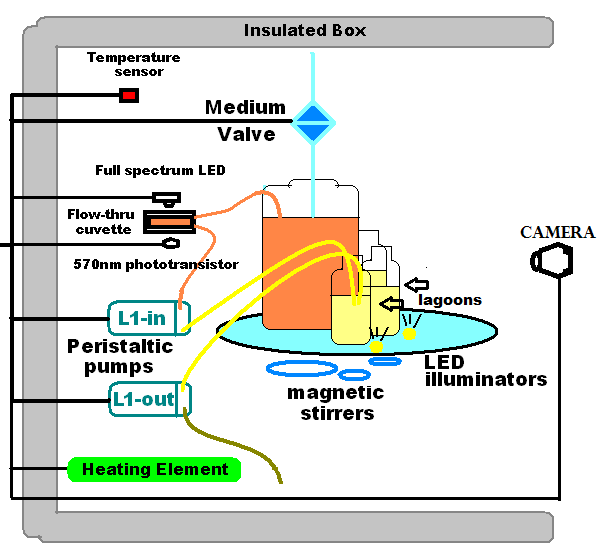 Insulated Box
Temperature
sensor
Medium
Valve
Full spectrum LED
Flow-thru
cuvette
570nm phototransistor
CAMERA
lagoons
L1-in
Peristaltic
pumps
LED
illuminators
L1-out
magnetic
stirrers
Heating Element